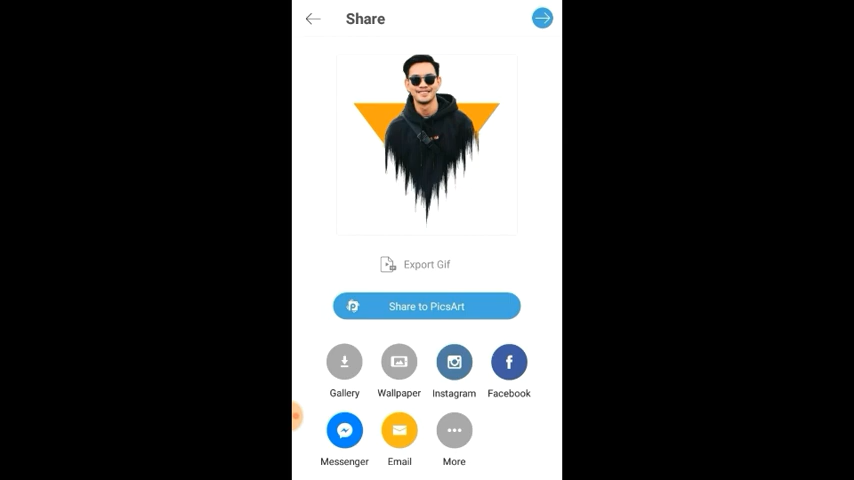 Share
Export Gif
Share to PicsArt
Gallery Wallpaper Instagram Facebook
Messenger Email More